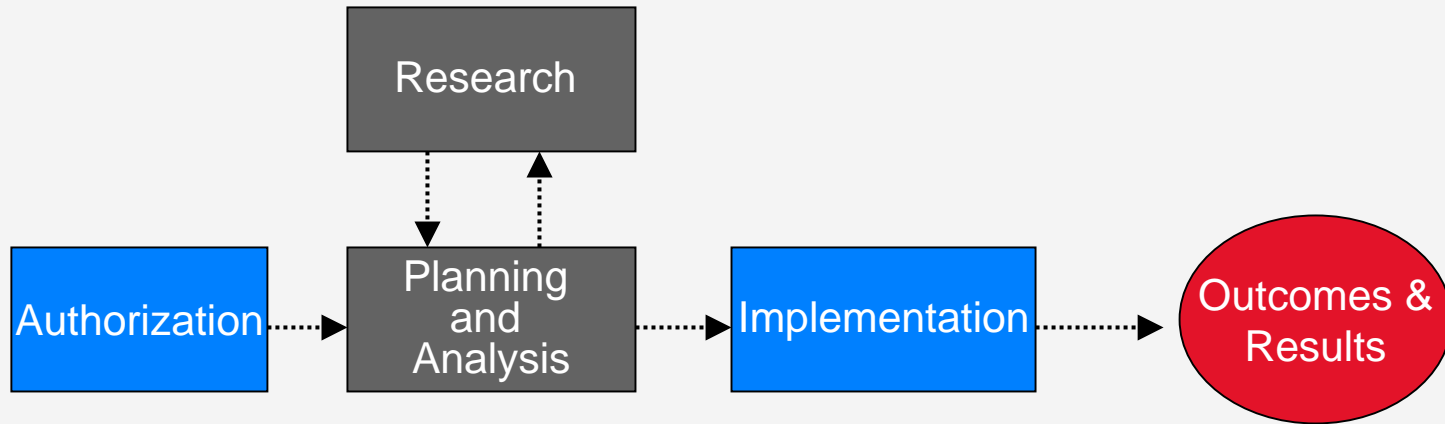 Research
Authorization
Planning
and
Analysis
Implementation
Outcomes &
Results